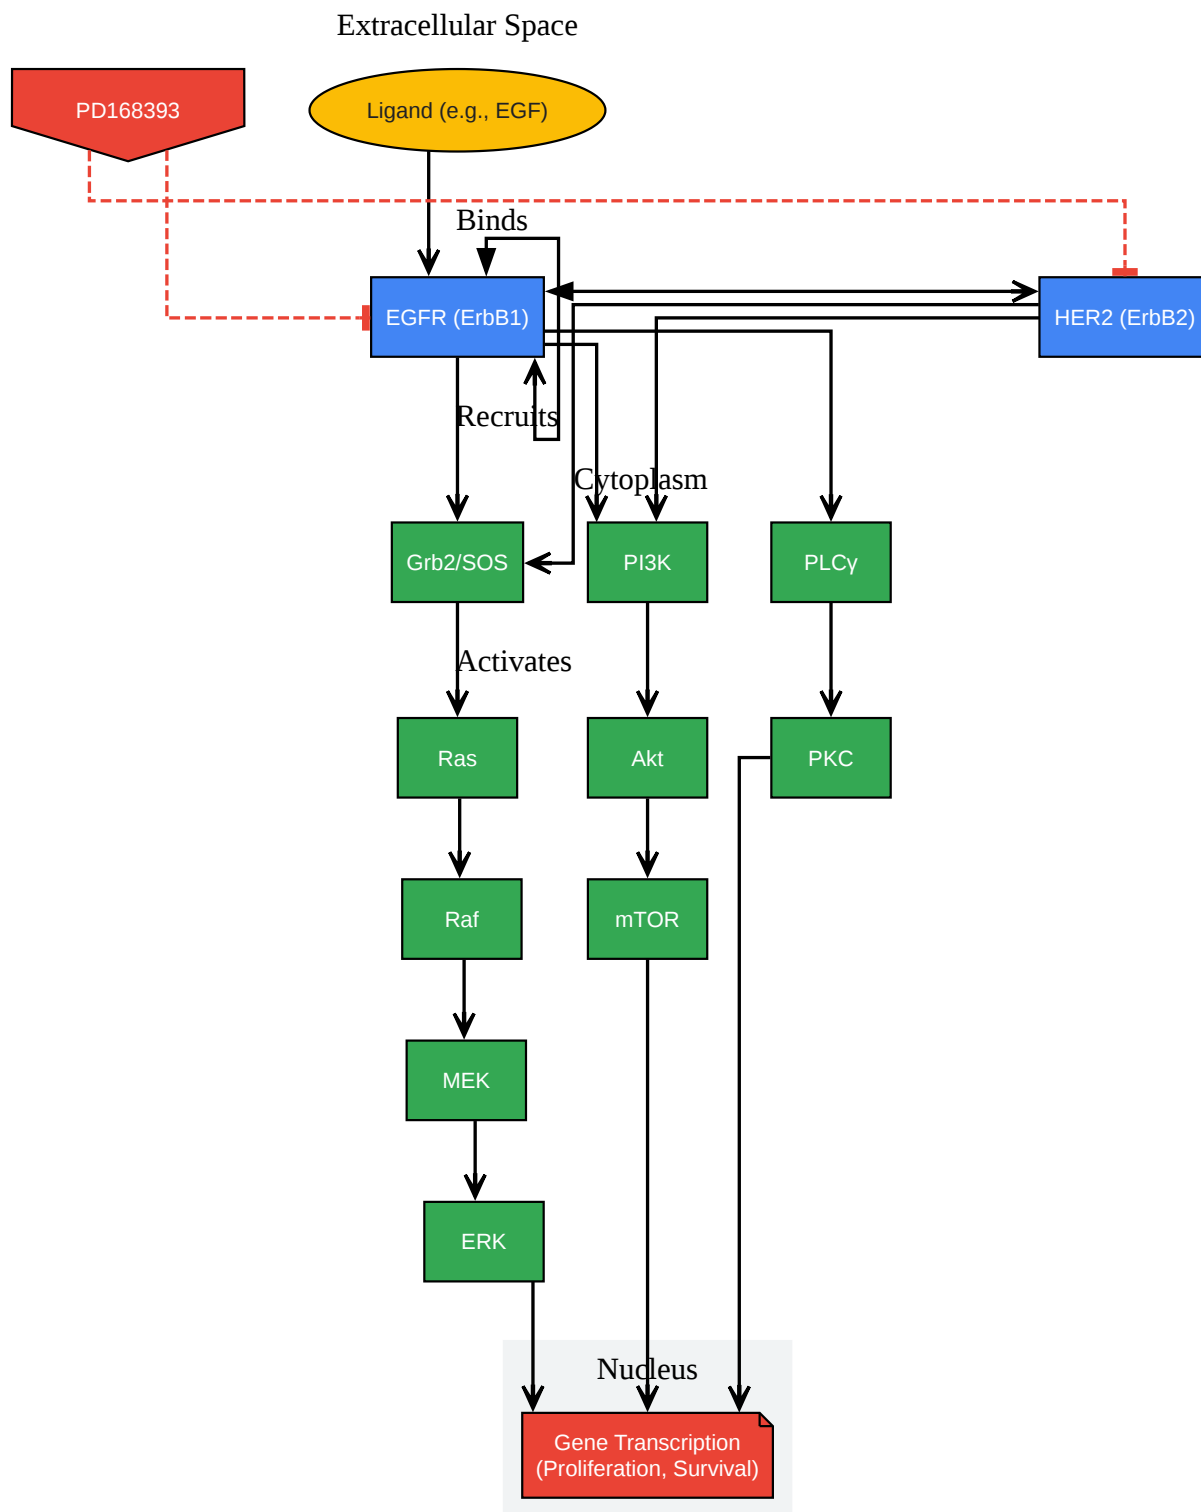 Extracellular Space
PD168393
Ligand (e.g., EGF)
Binds
EGFR (ErbB1)
HER2 (ErbB2)
Recruits
Cytoplasm
Grb2/SOS
PI3K
PLCγ
Activates
Ras
Akt
PKC
Raf
mTOR
MEK
ERK
Nucleus
Gene Transcription
(Proliferation, Survival)